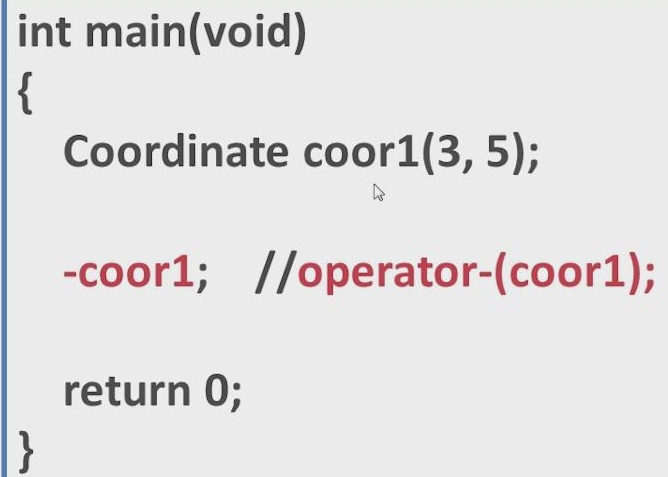 int main(void)
{
Coordinate coor1(3, 5);
-coor1; //operator-(coor1);
return 0;
}